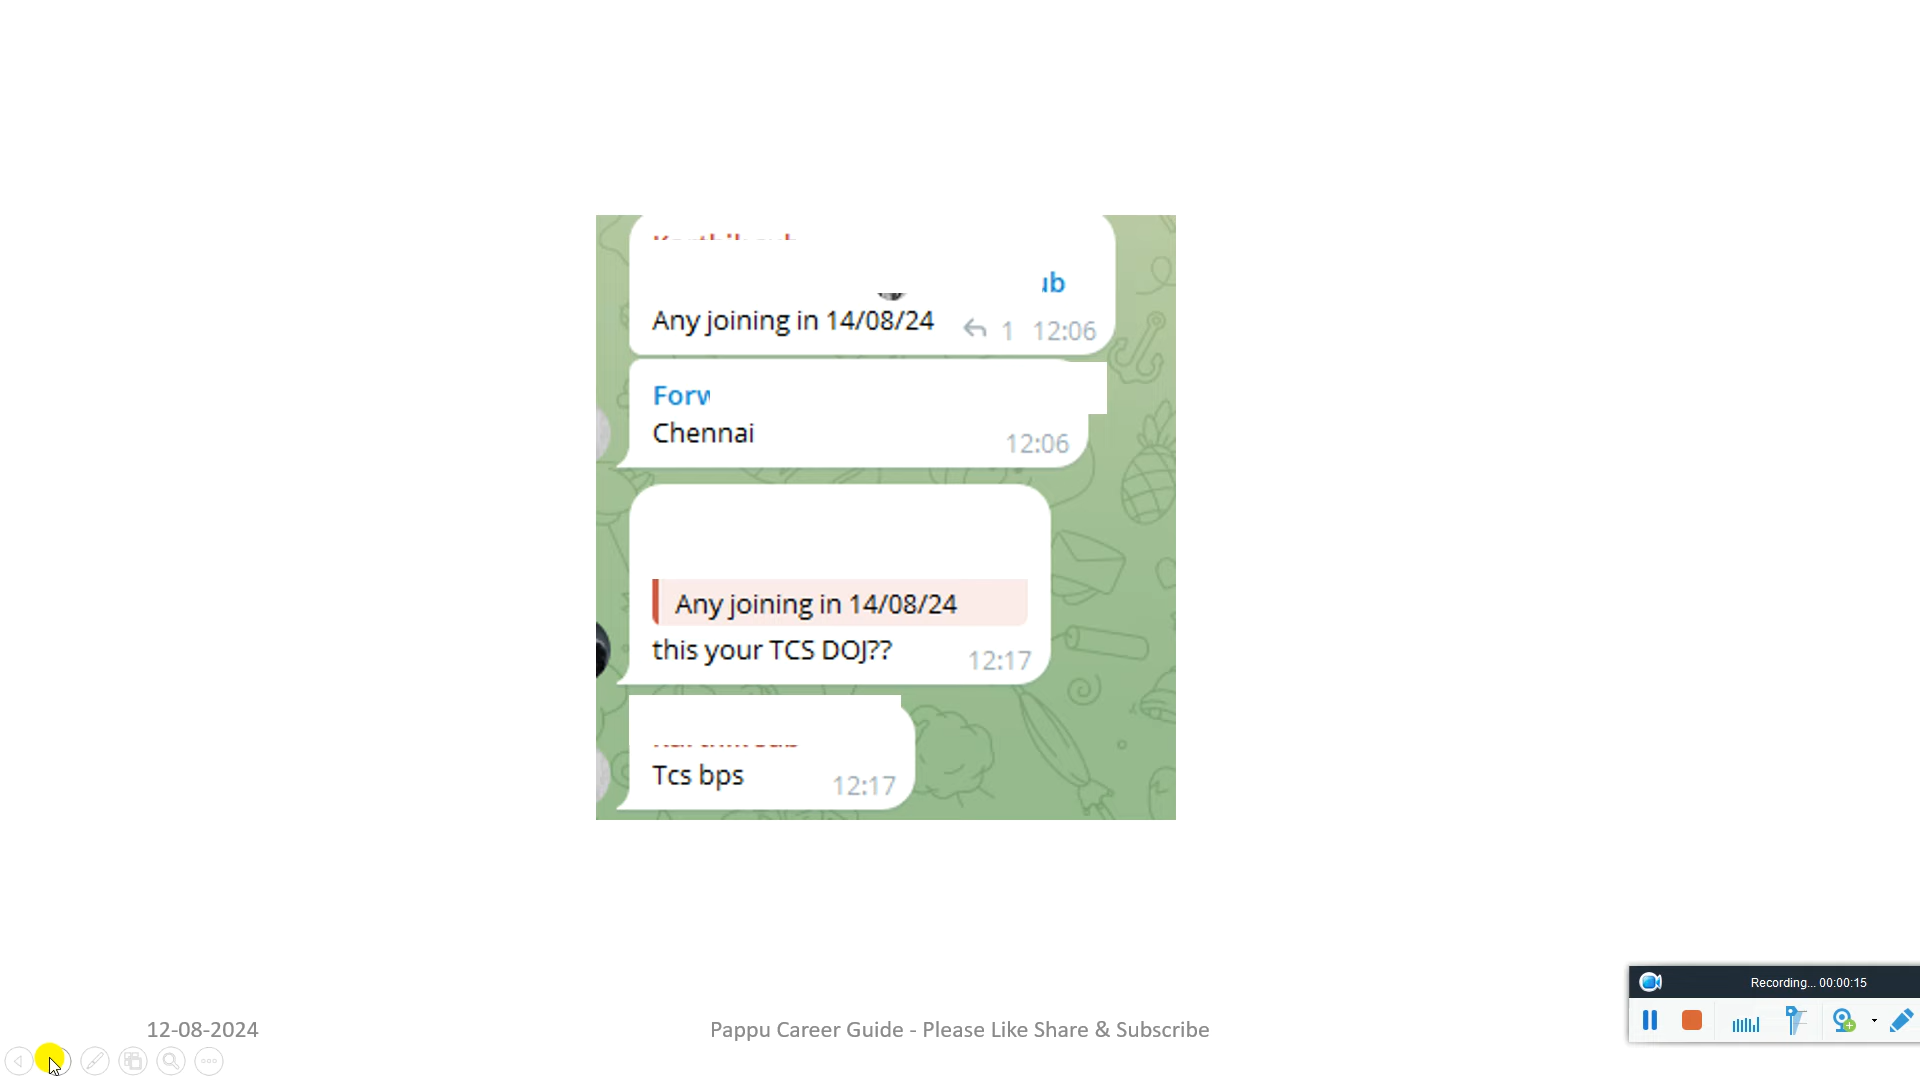 ub
Any joining in 14/08/24 1 12:06
Chennai
12:06
Any joining in 14/08/24
this your TCS DOJ??
12:17
Tcs bps
12:17
Recording... 00:00:15
12-08-2024
Pappu Career Guide - Please Like Share & Subscribe